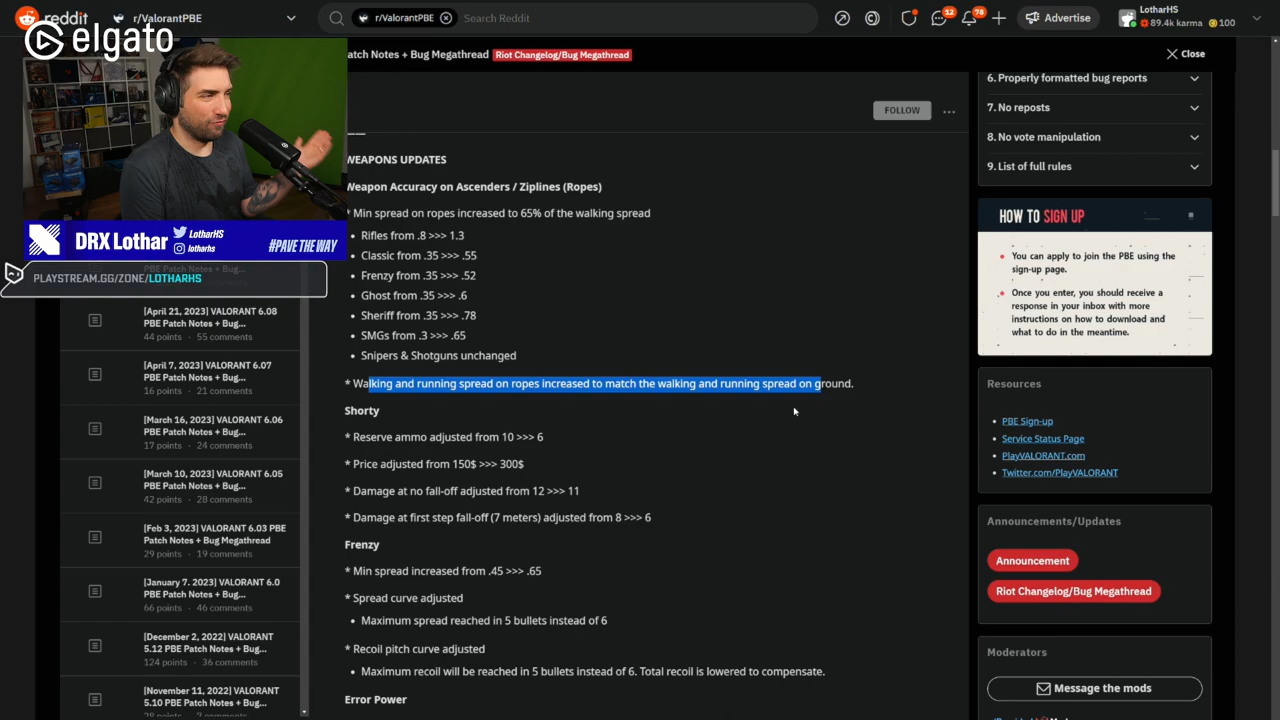 reddit
r/ValorantPBE
r/ValorantPBE
Search Reddit
12
78
Advertise
LotharHS
89.4k karma
100
elgato
atch Notes + Bug Megathread
Riot Changelog/Bug Megathread
Close
FOLLOW
WEAPONS UPDATES
Weapon Accuracy on Ascenders / Ziplines (Ropes)
* Min spread on ropes increased to 65% of the walking spread
• Rifles from .8 >>> 1.3
• Classic from .35 >>> .55
• Frenzy from .35 >>> .52
• Ghost from .35 >>> .6
• Sheriff from .35 >>> .78
• SMGs from .3 >>> .65
• Snipers & Shotguns unchanged
* Walking and running spread on ropes increased to match the walking and running spread on ground.
Shorty
* Reserve ammo adjusted from 10 >>> 6
* Price adjusted from 150$ >>> 300$
* Damage at no fall-off adjusted from 12 >>> 11
* Damage at first step fall-off (7 meters) adjusted from 8 >>> 6
Frenzy
* Min spread increased from .45 >>> .65
* Spread curve adjusted
• Maximum spread reached in 5 bullets instead of 6
* Recoil pitch curve adjusted
• Maximum recoil will be reached in 5 bullets instead of 6. Total recoil is lowered to compensate.
Error Power
DRX Lothar
LotharHS
lotharhs
#PAVE THE WAY
PLAYSTREAM.GG/ZONE/LOTHARHS
PBE Patch Notes + Bug...
[April 21, 2023] VALORANT 6.08
PBE Patch Notes + Bug...
44 points • 55 comments
[April 7, 2023] VALORANT 6.07
PBE Patch Notes + Bug...
16 points • 21 comments
[March 16, 2023] VALORANT 6.06
PBE Patch Notes + Bug...
17 points • 24 comments
[March 10, 2023] VALORANT 6.05
PBE Patch Notes + Bug...
42 points • 28 comments
[Feb 3, 2023] VALORANT 6.03 PBE
Patch Notes + Bug Megathread
29 points • 19 comments
[January 7. 2023] VALORANT 6.0
PBE Patch Notes + Bug...
66 points • 46 comments
[December 2, 2022] VALORANT
5.12 PBE Patch Notes + Bug...
124 points • 36 comments
[November 11, 2022] VALORANT
5.10 PBE Patch Notes + Bug...
6. Properly formatted bug reports
7. No reposts
8. No vote manipulation
9. List of full rules
HOW TO SIGN UP
• You can apply to join the PBE using the
sign-up page.
• Once you enter, you should receive a
response in your inbox with more
instructions on how to download and
what to do in the meantime.
Resources
PBE Sign-up
Service Status Page
PlayVALORANT.com
Twitter.com/PlayVALORANT
Announcements/Updates
Announcement
Riot Changelog/Bug Megathread
Moderators
Message the mods